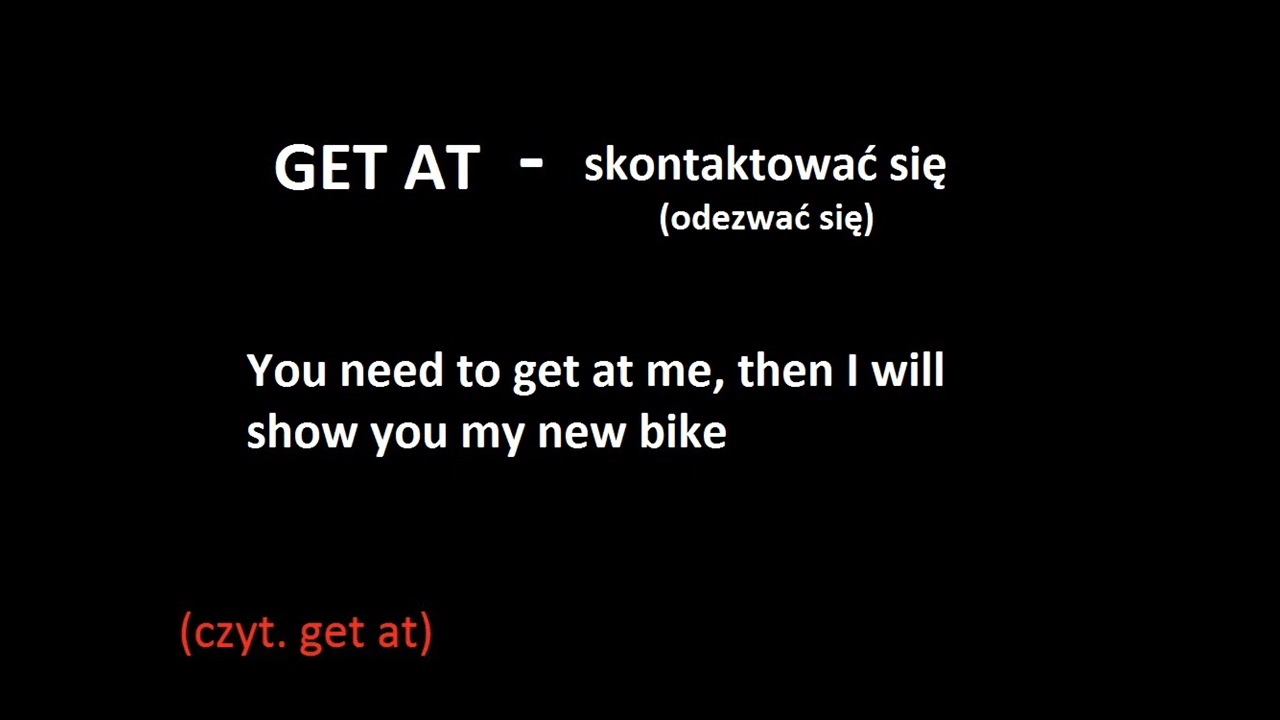 GET AT - skontaktować się
(odezwać się)
You need to get at me, then I will
show you my new bike
(czyt. get at)